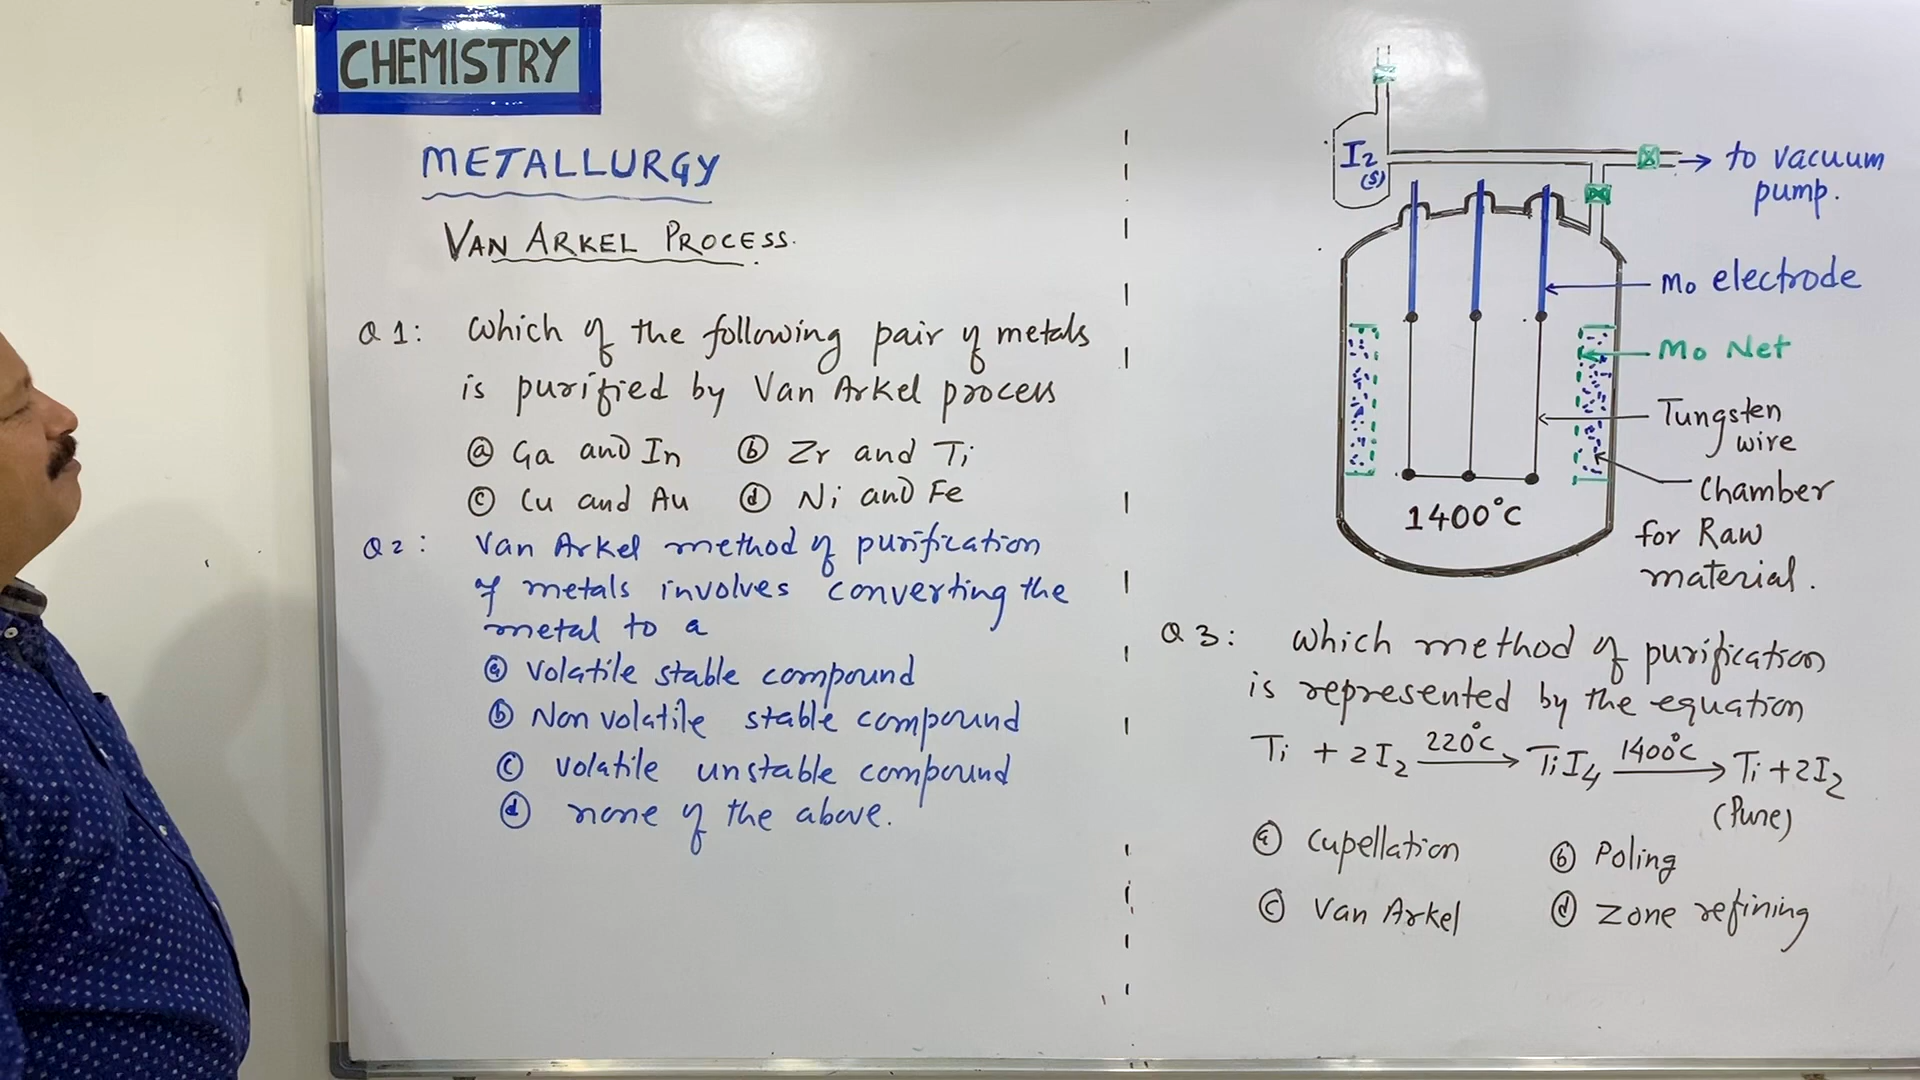 CHEMISTRY
METALLURGY
VAN ARKEL PROCESS.
Q1: Which of the following pair of metals
is purified by Van Arkel process
(a) Ga and In (b) Zr and Ti
(c) Cu and Au (d) Ni and Fe
Q2: Van Arkel method of purification
of metals involves converting the
metal to a
(a) Volatile stable compound
(b) Non volatile stable compound
(c) volatile unstable compound
(d) none of the above.
I2
(s)
to vacuum
pump.
Mo electrode
Mo Net
Tungsten
wire
Chamber
for Raw
material.
1400°C
Q3: Which method of purification
is represented by the equation
Ti + 2I2 220°C→ TiI4 1400°C→ Ti + 2I2
(Pure)
(a) Cupellation (b) Poling
(c) Van Arkel (d) Zone refining